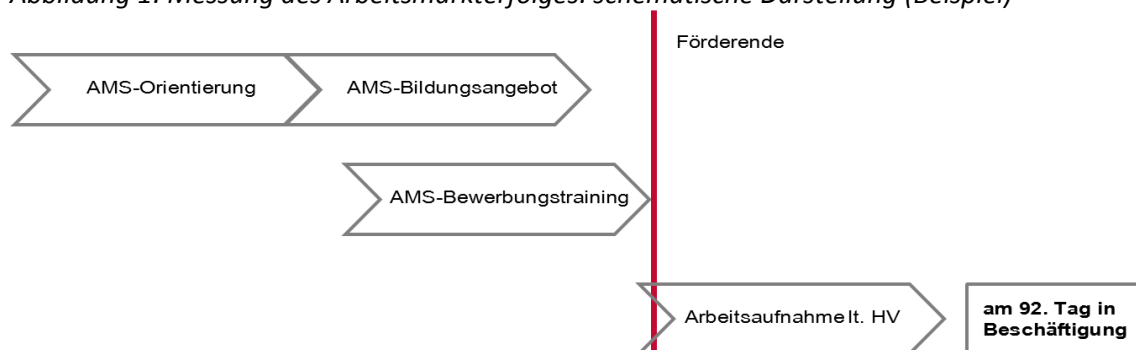 Abbildung 1: Messung des Arbeitsmarkterfolges: schematische Darstellung (Beispiel)
Förderende
AMS-Orientierung
AMS-Bildungsangebot
AMS-Bewerbungstraining
Arbeitsaufnahme lt. HV
am 92. Tag in
Beschäftigung